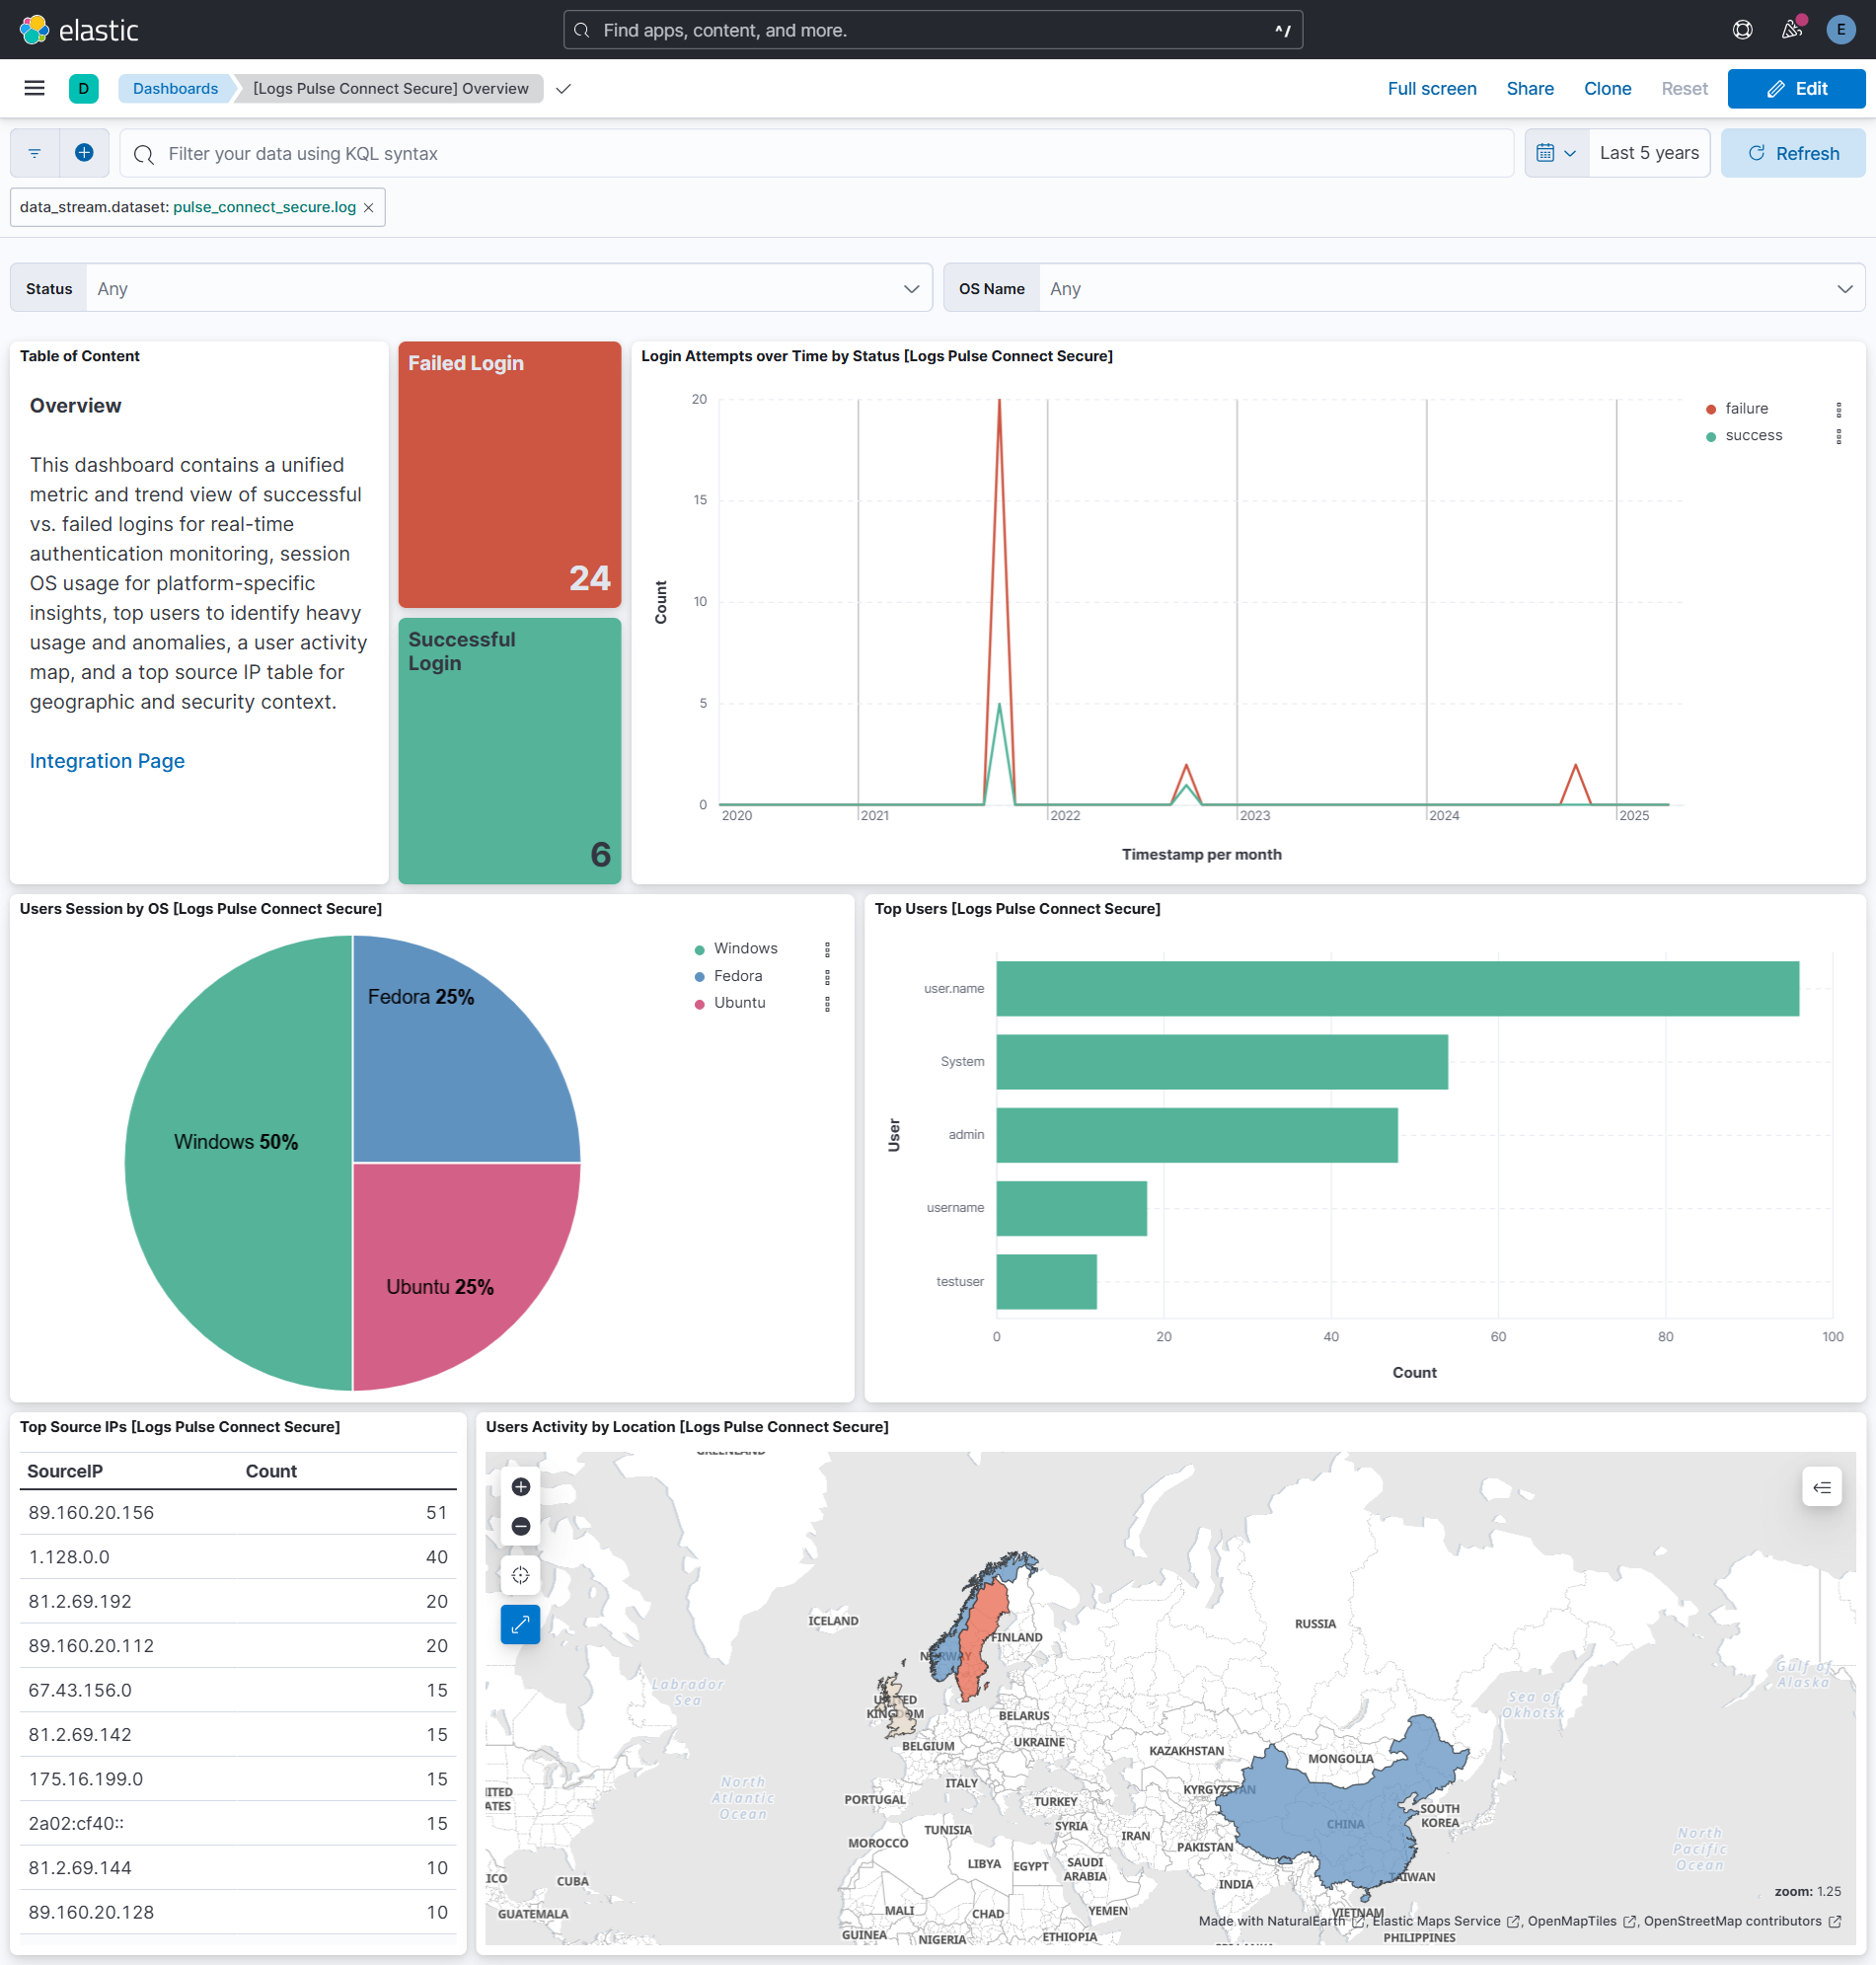 elastic
Find apps, content, and more.
^/
E
D
Dashboards
[Logs Pulse Connect Secure] Overview
Full screen
Share
Clone
Reset
Edit
Filter your data using KQL syntax
Last 5 years
Refresh
data_stream.dataset: pulse_connect_secure.log
Status
Any
OS Name
Any
Table of Content
Overview
This dashboard contains a unified
metric and trend view of successful
vs. failed logins for real-time
authentication monitoring, session
OS usage for platform-specific
insights, top users to identify heavy
usage and anomalies, a user activity
map, and a top source IP table for
geographic and security context.
Integration Page
Failed Login
24
Successful
Login
6
Login Attempts over Time by Status [Logs Pulse Connect Secure]
20
15
10
5
0
Count
2020
2021
2022
2023
2024
2025
Timestamp per month
failure
success
Users Session by OS [Logs Pulse Connect Secure]
Fedora 25%
Windows 50%
Ubuntu 25%
Windows
Fedora
Ubuntu
Top Users [Logs Pulse Connect Secure]
User
user.name
System
admin
username
testuser
0
20
40
60
80
100
Count
Top Source IPs [Logs Pulse Connect Secure]
SourceIP Count
89.160.20.156 51
1.128.0.0 40
81.2.69.192 20
89.160.20.112 20
67.43.156.0 15
81.2.69.142 15
175.16.199.0 15
2a02:cf40:: 15
81.2.69.144 10
89.160.20.128 10
Users Activity by Location [Logs Pulse Connect Secure]
GREENLAND
ICELAND
RUSSIA
FINLAND
NORWAY
Labrador
Sea
Gulf of
Alaska
Sea of
Okhotsk
UNITED
KINGDOM
BELARUS
UKRAINE
BELGIUM
KAZAKHSTAN
MONGOLIA
North
Atlantic
Ocean
ITALY
KYRGYZSTAN
ITED
ATES
PORTUGAL
TURKEY
SOUTH
KOREA
CHINA
TUNISIA
SYRIA
IRAN
MOROCCO
PAKISTAN
North
Pacific
Ocean
LIBYA
EGYPT
SAUDI
ARABIA
ICO
CUBA
INDIA
TAIWAN
zoom: 1.25
GUATEMALA
MALI
CHAD
YEMEN
VIETNAM
Made with NaturalEarth, Elastic Maps Service, OpenMapTiles, OpenStreetMap contributors
GUINEA
NIGERIA
ETHIOPIA
PHILIPPINES